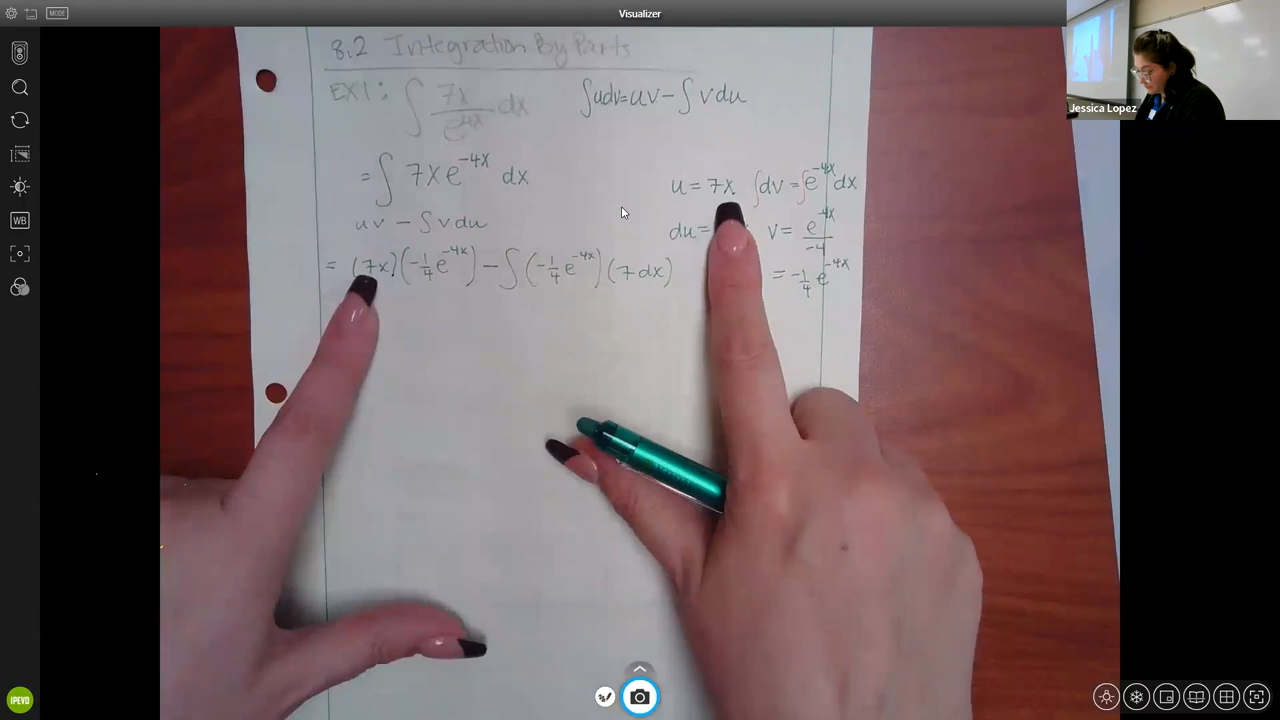 MODE
Visualizer
Jessica Lopez
8.2 Integration By Parts
EX1: ∫ 7x/e^{4x} dx ∫udv=uv-∫vdu
= ∫ 7xe^{-4x} dx
u = 7x ∫dv = ∫e^{-4x}dx
uv - ∫vdu
du= v= e^{-4x}/-4
= (7x)(-1/4 e^{-4x}) - ∫(-1/4 e^{-4x})(7dx)
= -1/4 e^{-4x}
WB
IPEVO